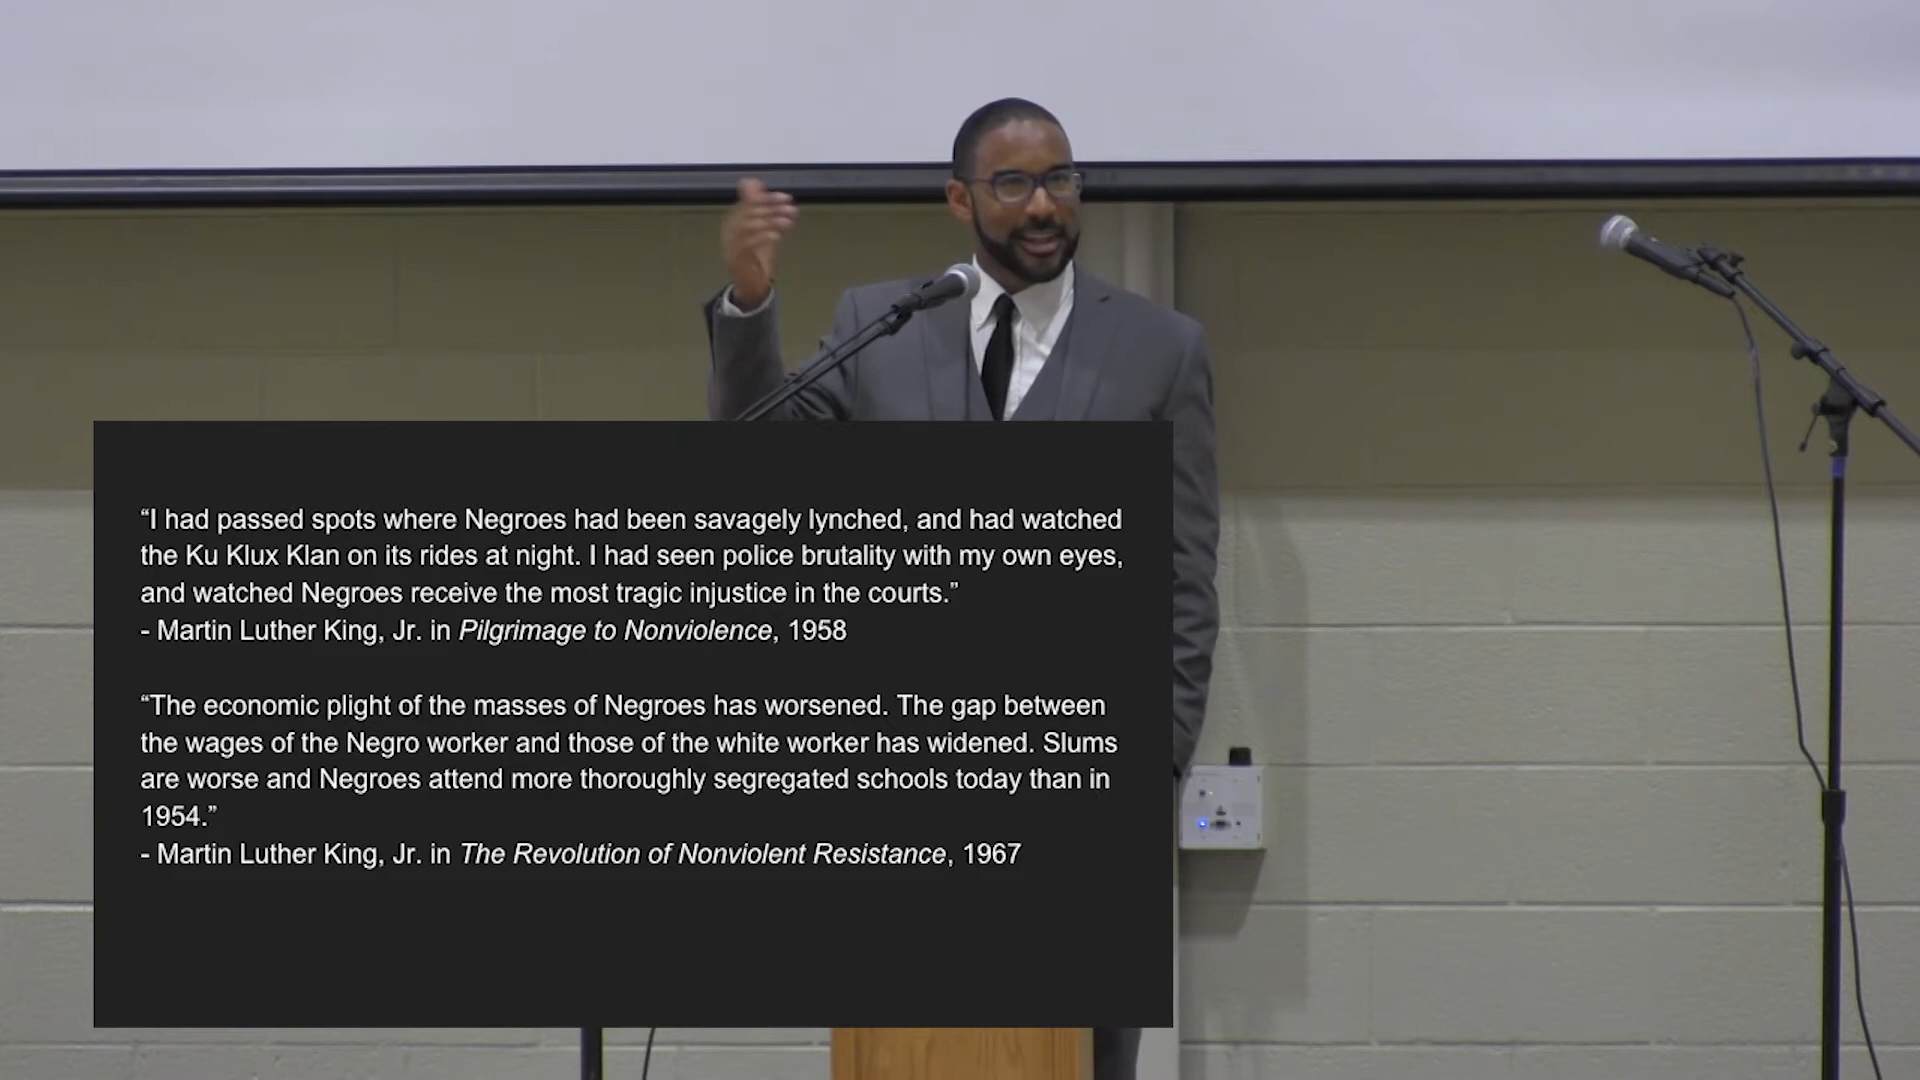 “I had passed spots where Negroes had been savagely lynched, and had watched
the Ku Klux Klan on its rides at night. I had seen police brutality with my own eyes,
and watched Negroes receive the most tragic injustice in the courts.”
- Martin Luther King, Jr. in Pilgrimage to Nonviolence, 1958
“The economic plight of the masses of Negroes has worsened. The gap between
the wages of the Negro worker and those of the white worker has widened. Slums
are worse and Negroes attend more thoroughly segregated schools today than in
1954.”
- Martin Luther King, Jr. in The Revolution of Nonviolent Resistance, 1967